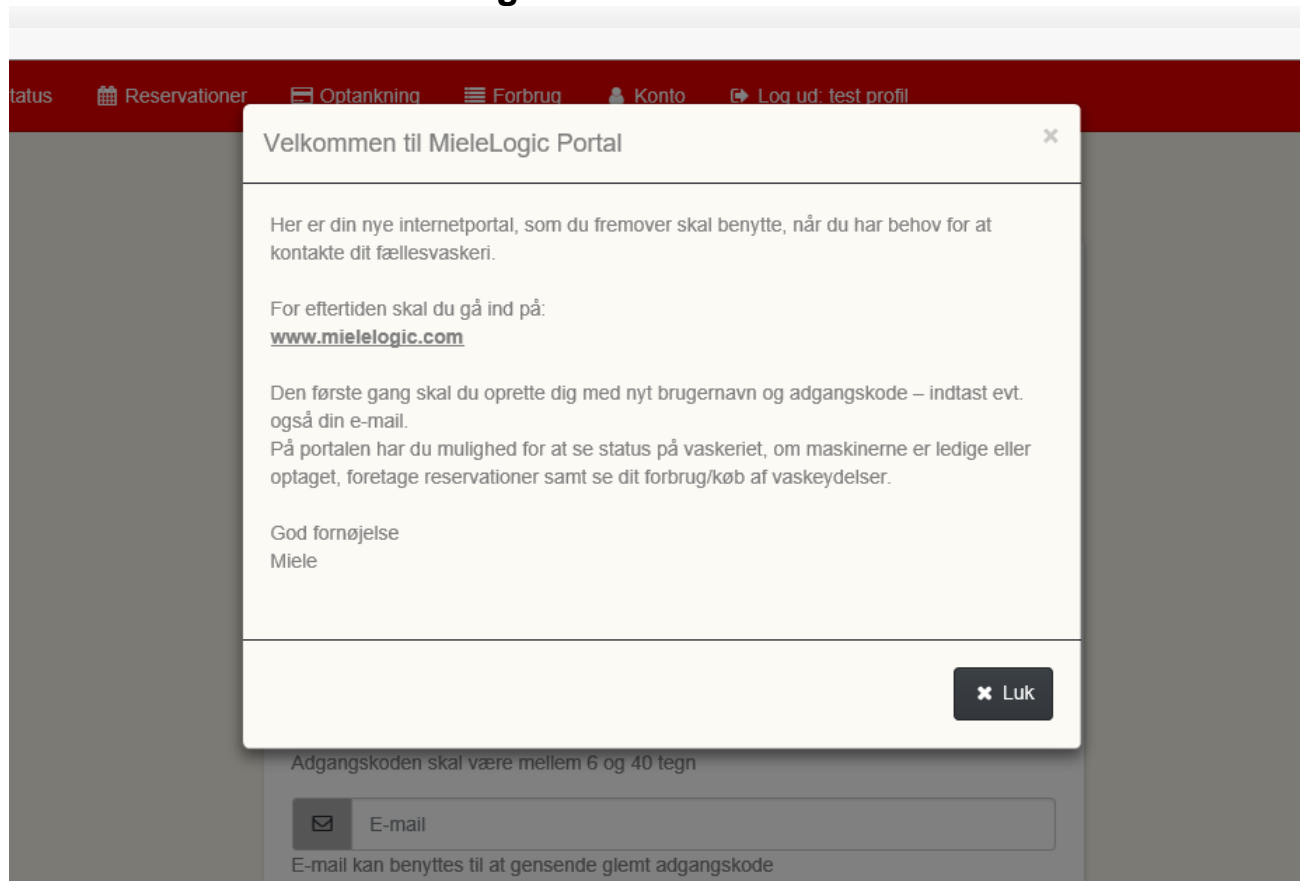 tatus Reservationer Optankning Forbrug Konto Log ud: test profil
Velkommen til MieleLogic Portal ×
Her er din nye internetportal, som du fremover skal benytte, når du har behov for at
kontakte dit fællesvaskeri.
For eftertiden skal du gå ind på:
www.mielelogic.com
Den første gang skal du oprette dig med nyt brugernavn og adgangskode – indtast evt.
også din e-mail.
På portalen har du mulighed for at se status på vaskeriet, om maskinerne er ledige eller
optaget, foretage reservationer samt se dit forbrug/køb af vaskeydelser.
God fornøjelse
Miele
Luk
Adgangskoden skal være mellem 6 og 40 tegn
E-mail
E-mail kan benyttes til at gensende glemt adgangskode